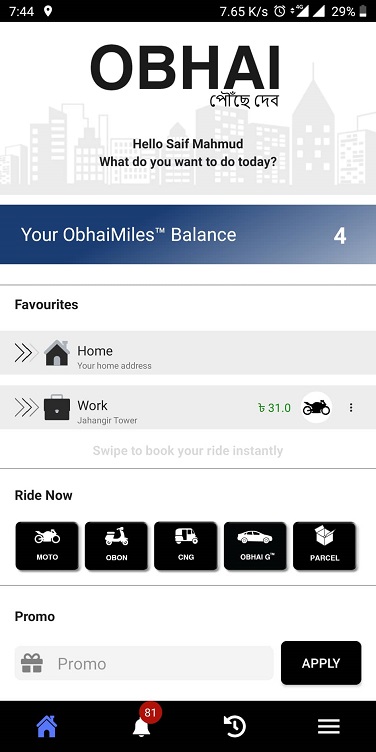 7:44
7.65 K/s
4G
29%
OBHAI
পৌঁছে দেব
Hello Saif Mahmud
What do you want to do today?
Your ObhaiMiles™ Balance
4
Favourites
Home
Your home address
Work
৳ 31.0
Jahangir Tower
Swipe to book your ride instantly
Ride Now
MOTO
OBON
CNG
OBHAI G™
PARCEL
Promo
Promo
APPLY
81